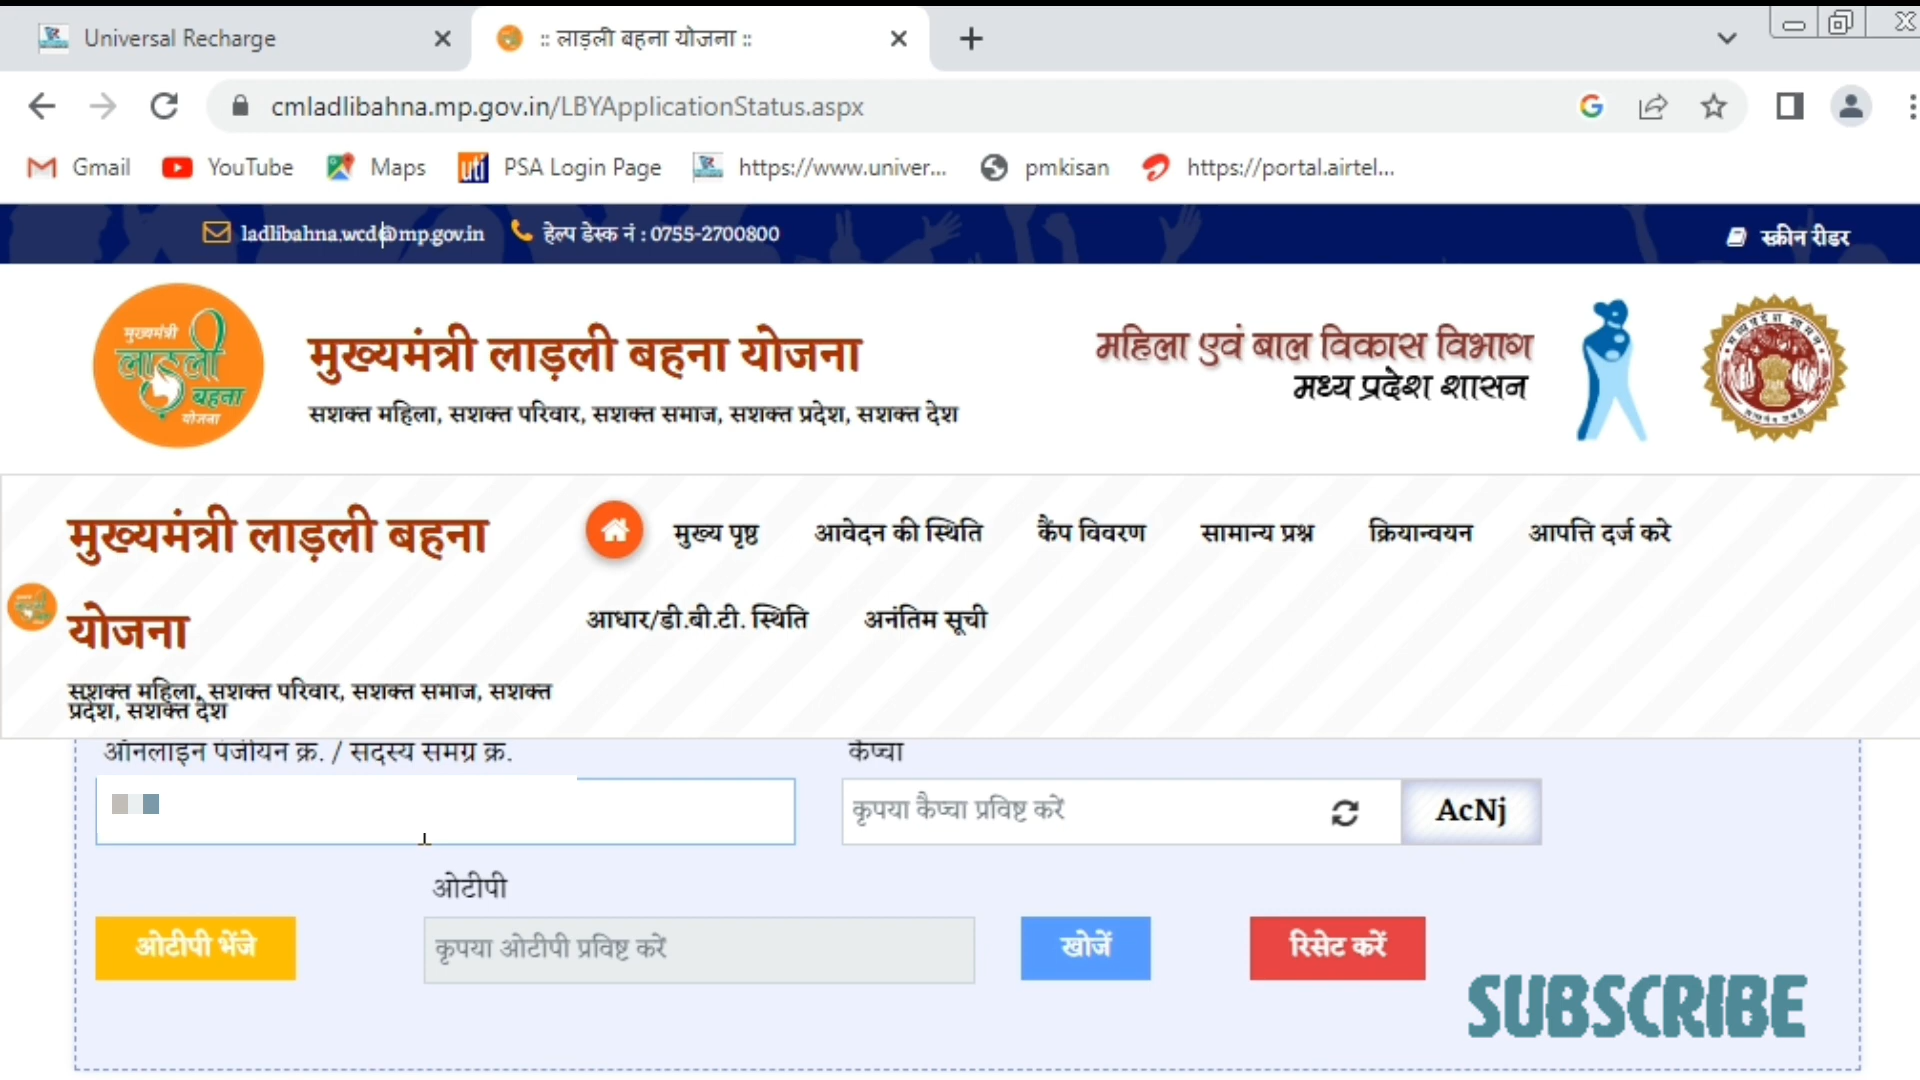 Universal Recharge
:: लाड़ली बहना योजना ::
cmladlibahna.mp.gov.in/LBYApplicationStatus.aspx
Gmail YouTube Maps uti PSA Login Page https://www.univer... pmkisan https://portal.airtel...
ladlibahna.wcd@mp.gov.in हेल्प डेस्क नं : 0755-2700800 स्क्रीन रीडर
मुख्यमंत्री
लाड़ली
बहना
योजना
मुख्यमंत्री लाड़ली बहना योजना
सशक्त महिला, सशक्त परिवार, सशक्त समाज, सशक्त प्रदेश, सशक्त देश
महिला एवं बाल विकास विभाग
मध्य प्रदेश शासन
मुख्यमंत्री लाड़ली बहना
योजना
सशक्त महिला, सशक्त परिवार, सशक्त समाज, सशक्त
प्रदेश, सशक्त देश
मुख्य पृष्ठ आवेदन की स्थिति कैंप विवरण सामान्य प्रश्न क्रियान्वयन आपत्ति दर्ज करे
आधार/डी.बी.टी. स्थिति अनंतिम सूची
ऑनलाइन पंजीयन क्र. / सदस्य समग्र क्र. कैप्चा
कृपया कैप्चा प्रविष्ट करें AcNj
ओटीपी
ओटीपी भेंजे कृपया ओटीपी प्रविष्ट करें खोजें रिसेट करें
SUBSCRIBE